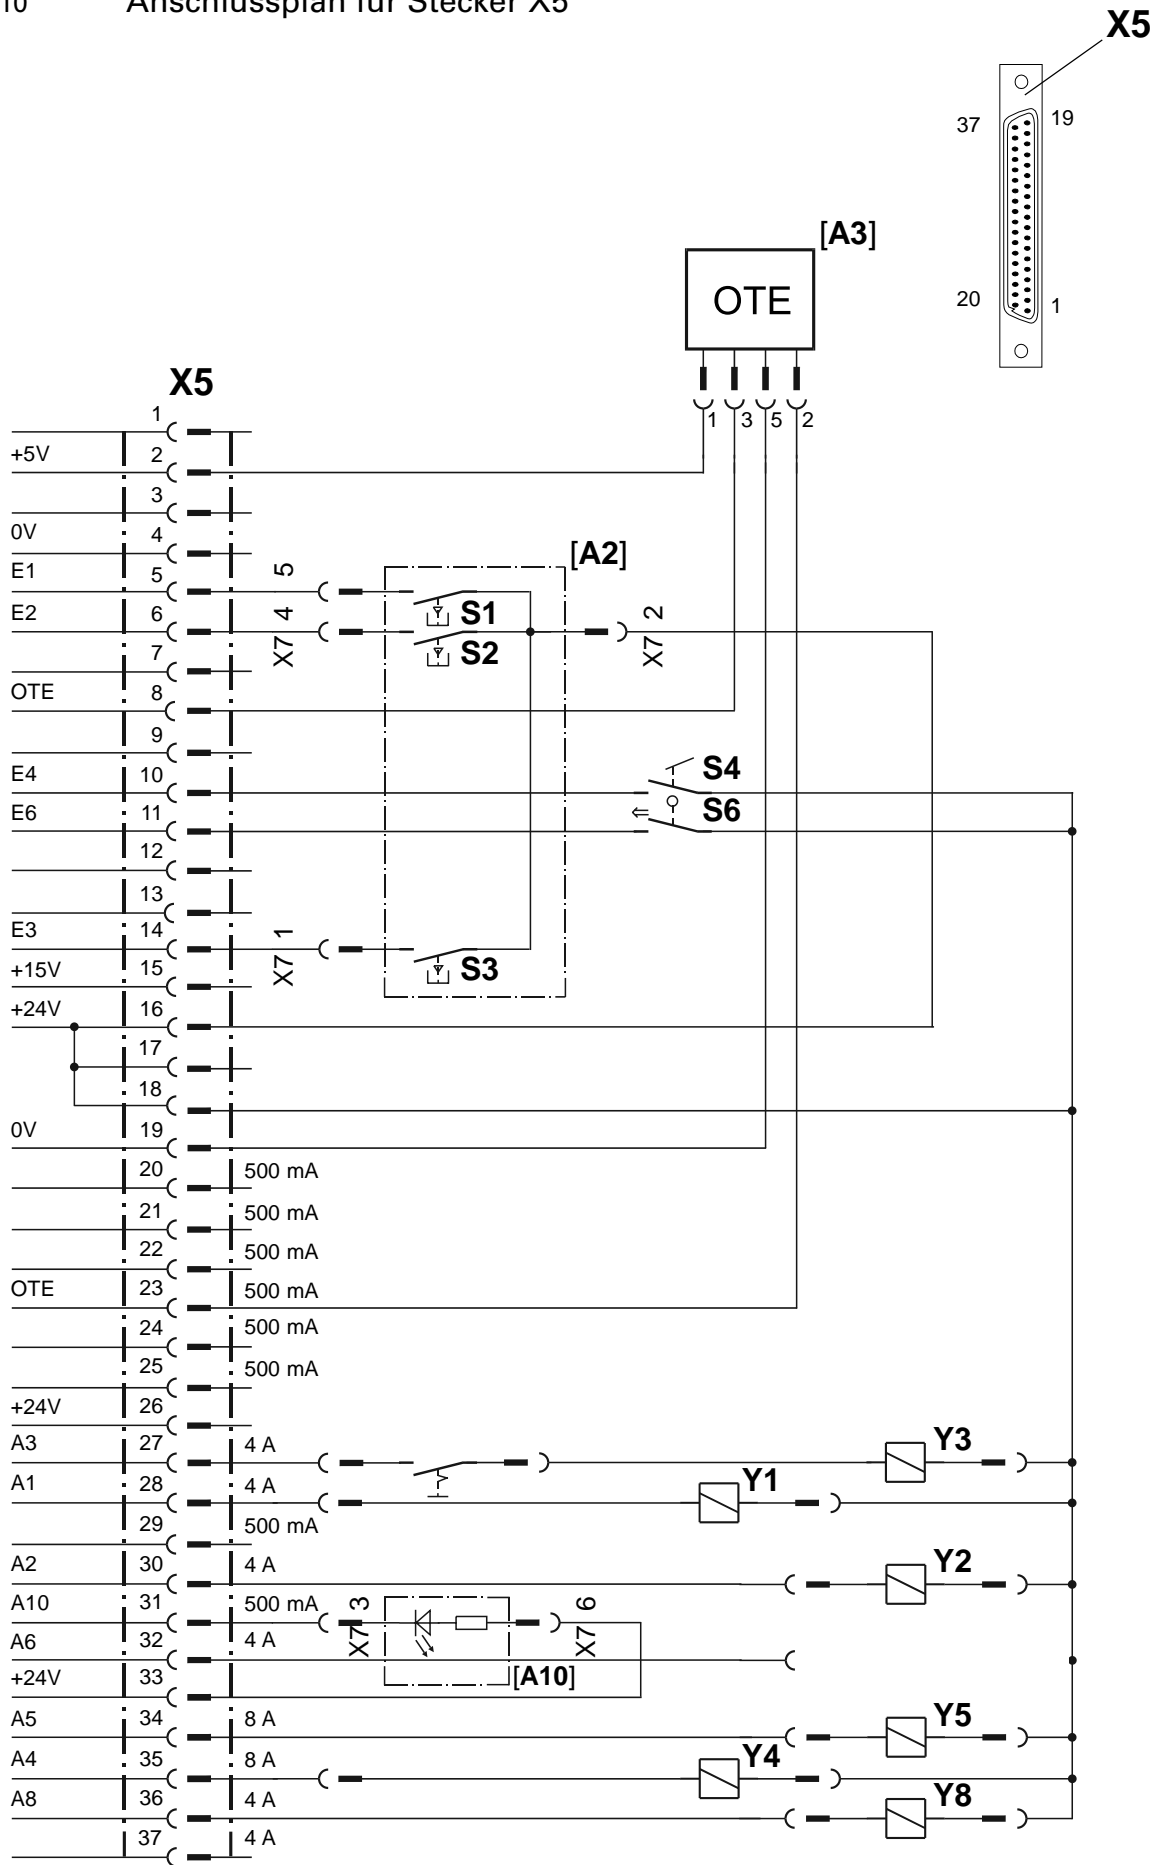 10 Anschlussplan für Stecker X5
X5
37 19
20 1
[A3]
OTE
1 3 5 2
X5
1
+5V 2
3
0V 4
E1 5
E2 6
7
OTE 8
9
E4 10
E6 11
12
13
E3 14
+15V 15
+24V 16
17
18
0V 19
20 500 mA
21 500 mA
22 500 mA
OTE 23 500 mA
24 500 mA
25 500 mA
+24V 26
A3 27 4 A
A1 28 4 A
29 500 mA
A2 30 4 A
A10 31 500 mA
A6 32 4 A
+24V 33
A5 34 8 A
A4 35 8 A
A8 36 4 A
37 4 A
[A2]
5
X7 4
S1
S2
X7 2
S4
S6
X7 1
S3
Y3
Y1
Y2
X7 3
X7 6
[A10]
Y5
Y4
Y8